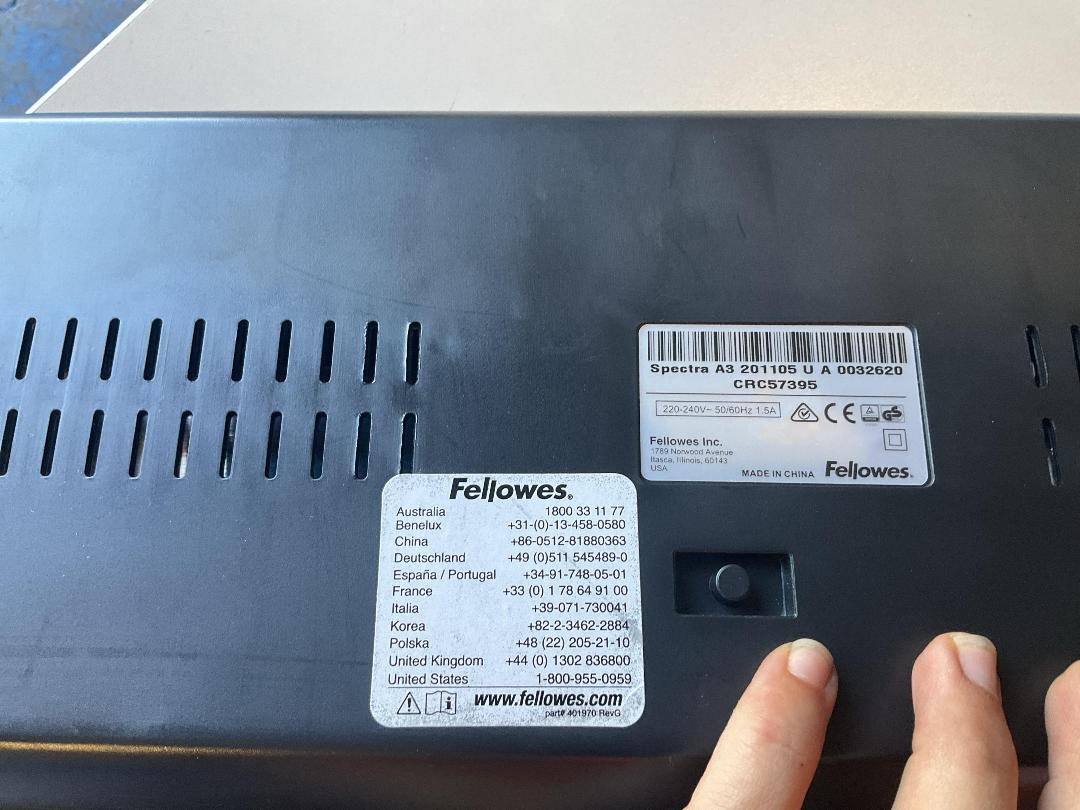 Spectra A3 201105 U A 0032620
CRC57395
220-240V~ 50/60Hz 1.5A
Fellowes Inc.
1789 Norwood Avenue
Itasca, Illinois, 60143
USA
MADE IN CHINA Fellowes.
Fellowes®
Australia 1800 33 11 77
Benelux +31-(0)-13-458-0580
China +86-0512-81880363
Deutschland +49 (0)511 545489-0
España / Portugal +34-91-748-05-01
France +33 (0) 1 78 64 91 00
Italia +39-071-730041
Korea +82-2-3462-2884
Polska +48 (22) 205-21-10
United Kingdom +44 (0) 1302 836800
United States 1-800-955-0959
www.fellowes.com
part# 401970 RevG